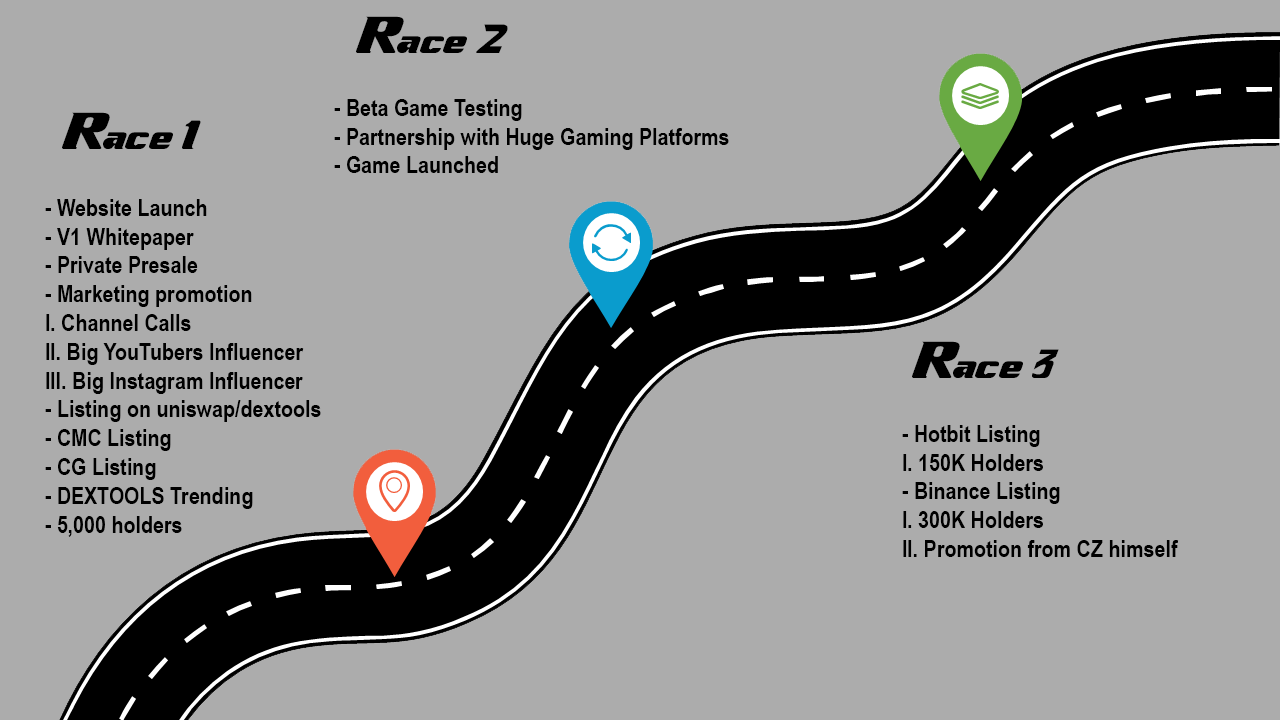 Race 1
- Website Launch
- V1 Whitepaper
- Private Presale
- Marketing promotion
I. Channel Calls
II. Big YouTubers Influencer
III. Big Instagram Influencer
- Listing on uniswap/dextools
- CMC Listing
- CG Listing
- DEXTOOLS Trending
- 5,000 holders
Race 2
- Beta Game Testing
- Partnership with Huge Gaming Platforms
- Game Launched
Race 3
- Hotbit Listing
I. 150K Holders
- Binance Listing
I. 300K Holders
II. Promotion from CZ himself